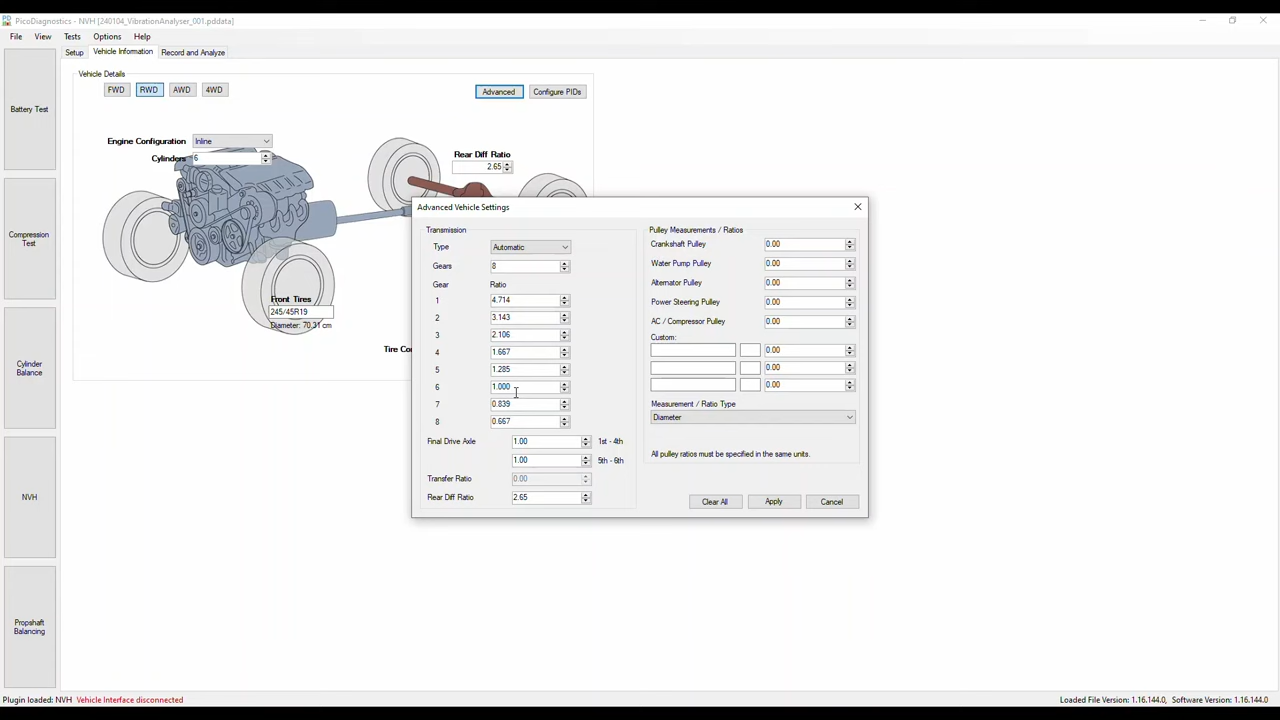 PicoDiagnostics - NVH [240104_VibrationAnalyser_001.pddata]
File View Tests Options Help
Setup Vehicle Information Record and Analyze
Battery Test
Compression Test
Cylinder Balance
NVH
Propshaft Balancing
Vehicle Details
FWD RWD AWD 4WD Advanced Configure PIDs
Engine Configuration Inline
Cylinders 6
Rear Diff Ratio
2.65
Front Tires
245/45R19
Diameter: 70.31 cm
Tire Co
Advanced Vehicle Settings
Transmission
Type Automatic
Gears 8
Gear Ratio
1 4.714
2 3.143
3 2.106
4 1.667
5 1.285
6 1.000
7 0.839
8 0.667
Final Drive Axle 1.00 1st - 4th
1.00 5th - 6th
Transfer Ratio 0.00
Rear Diff Ratio 2.65
Pulley Measurements / Ratios
Crankshaft Pulley 0.00
Water Pump Pulley 0.00
Alternator Pulley 0.00
Power Steering Pulley 0.00
AC / Compressor Pulley 0.00
Custom:
0.00
0.00
0.00
Measurement / Ratio Type
Diameter
All pulley ratios must be specified in the same units.
Clear All Apply Cancel
Plugin loaded: NVH Vehicle Interface disconnected
Loaded File Version: 1.16.144.0, Software Version: 1.16.144.0